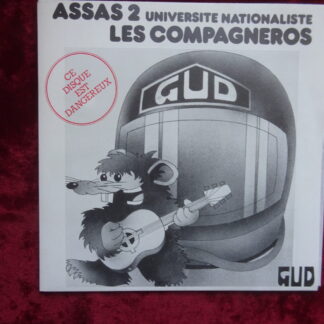 ASSAS 2 UNIVERSITE NATIONALISTE
LES COMPAGNEROS
CE
DISQUE
EST
DANGEREUX
GUD
GUD